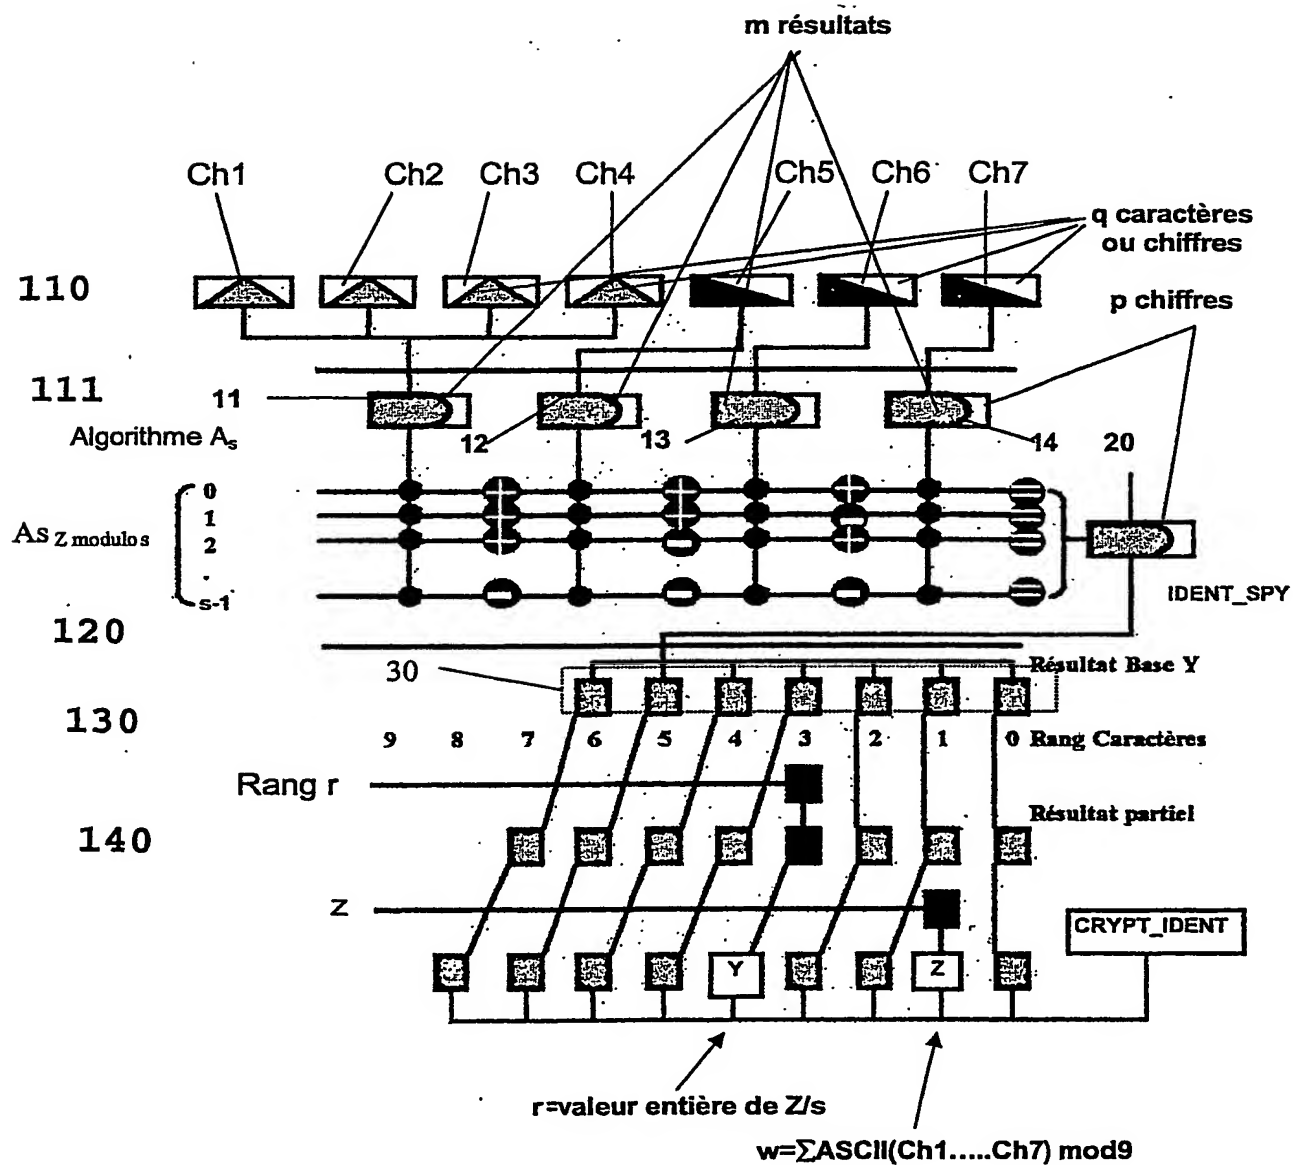 m résultats
Ch1 Ch2 Ch3 Ch4 Ch5 Ch6 Ch7
q caractères
ou chiffres
110
p chiffres
111
11
12
13
14
20
Algorithme As
As Z modulo s
0
1
2
s-1
IDENT_SPY
120
30
Résultat Base Y
130
9 8 7 6 5 4 3 2 1 0 Rang Caractères
Rang r
140
Résultat partiel
z
CRYPT_IDENT
Y
Z
r=valeur entière de Z/s
w=∑ASCII(Ch1.....Ch7) mod9